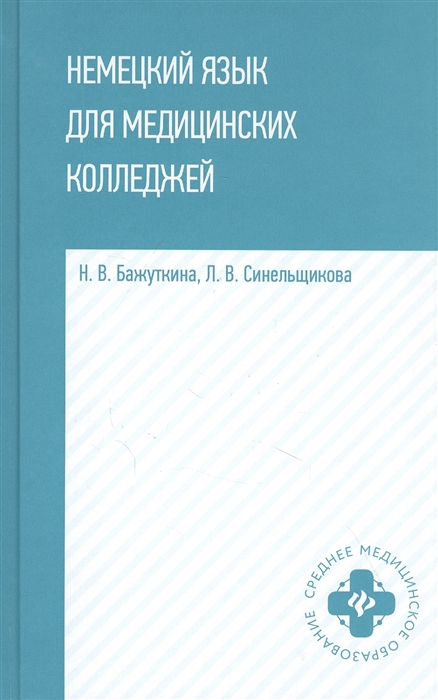 НЕМЕЦКИЙ ЯЗЫК
ДЛЯ МЕДИЦИНСКИХ
КОЛЛЕДЖЕЙ
Н. В. Бажуткина, Л. В. Синельщикова
СРЕДНЕЕ МЕДИЦИНСКОЕ ОБРАЗОВАНИЕ